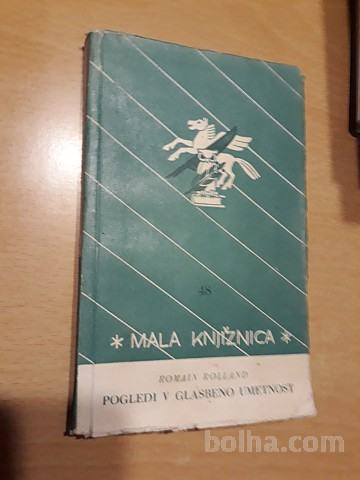 48
* MALA KNJIŽNICA *
ROMAIN ROLLAND
POGLEDI V GLASBENO UMETNOST
bolha.com